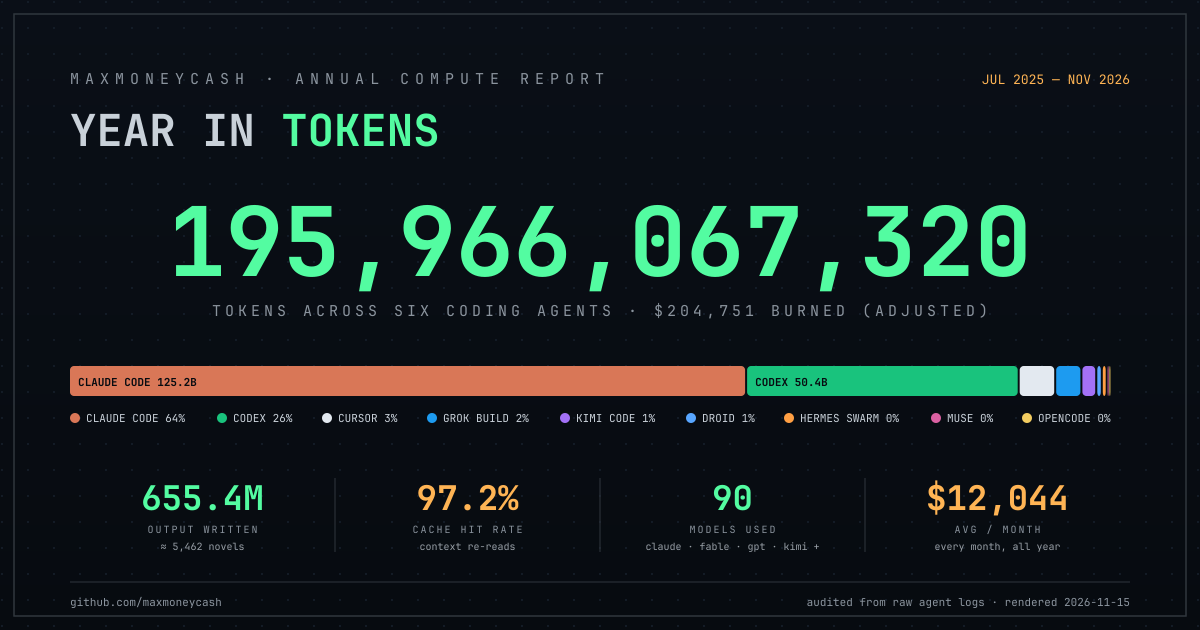 MAXMONEYCASH · ANNUAL COMPUTE REPORT
JUL 2025 — NOV 2026
YEAR IN TOKENS
195,966,067,320
TOKENS ACROSS SIX CODING AGENTS · $204,751 BURNED (ADJUSTED)
CLAUDE CODE 125.2B
CODEX 50.4B
CLAUDE CODE 64%
CODEX 26%
CURSOR 3%
GROK BUILD 2%
KIMI CODE 1%
DROID 1%
HERMES SWARM 0%
MUSE 0%
OPENCODE 0%
655.4M
OUTPUT WRITTEN
≈ 5,462 novels
97.2%
CACHE HIT RATE
context re-reads
90
MODELS USED
claude · fable · gpt · kimi +
$12,044
AVG / MONTH
every month, all year
github.com/maxmoneycash
audited from raw agent logs · rendered 2026-11-15